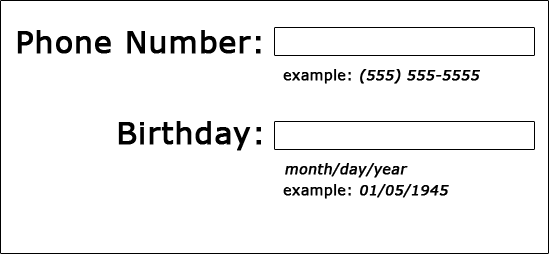 Phone Number:
example: (555) 555-5555
Birthday:
month/day/year
example: 01/05/1945